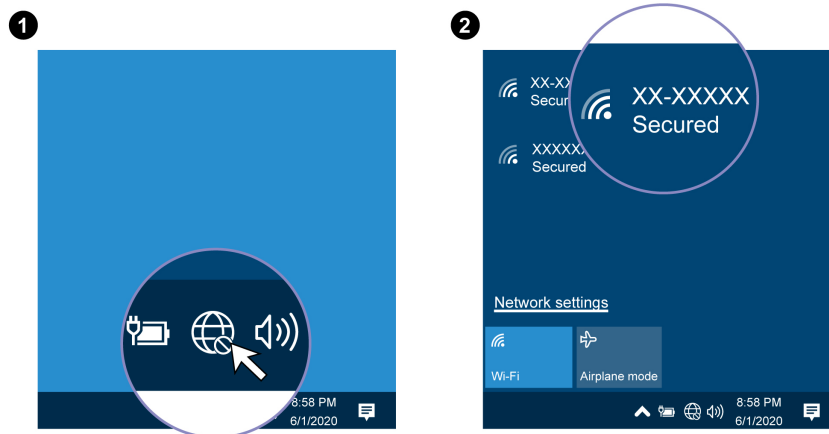 1
8:58 PM
6/1/2020
2
XX-XX
Secur
XX-XXXXX
Secured
XXXXXX
Secured
Network settings
Wi-Fi
Airplane mode
8:58 PM
6/1/2020